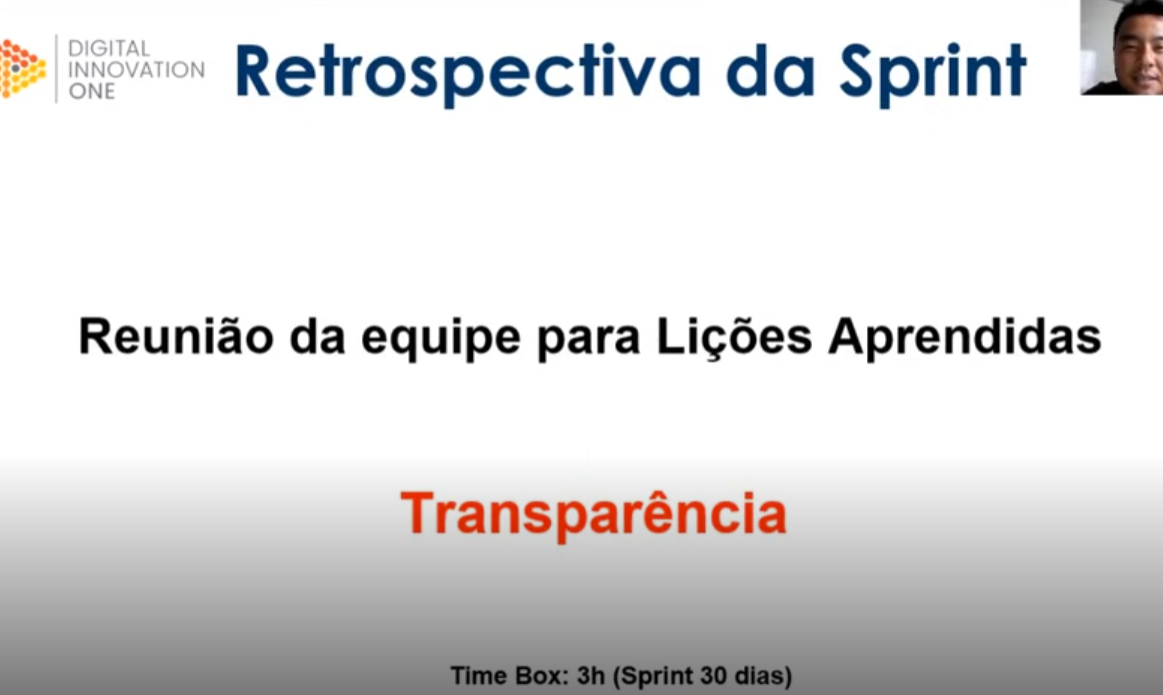 DIGITAL
INNOVATION
ONE
Retrospectiva da Sprint
Reunião da equipe para Lições Aprendidas
Transparência
Time Box: 3h (Sprint 30 dias)